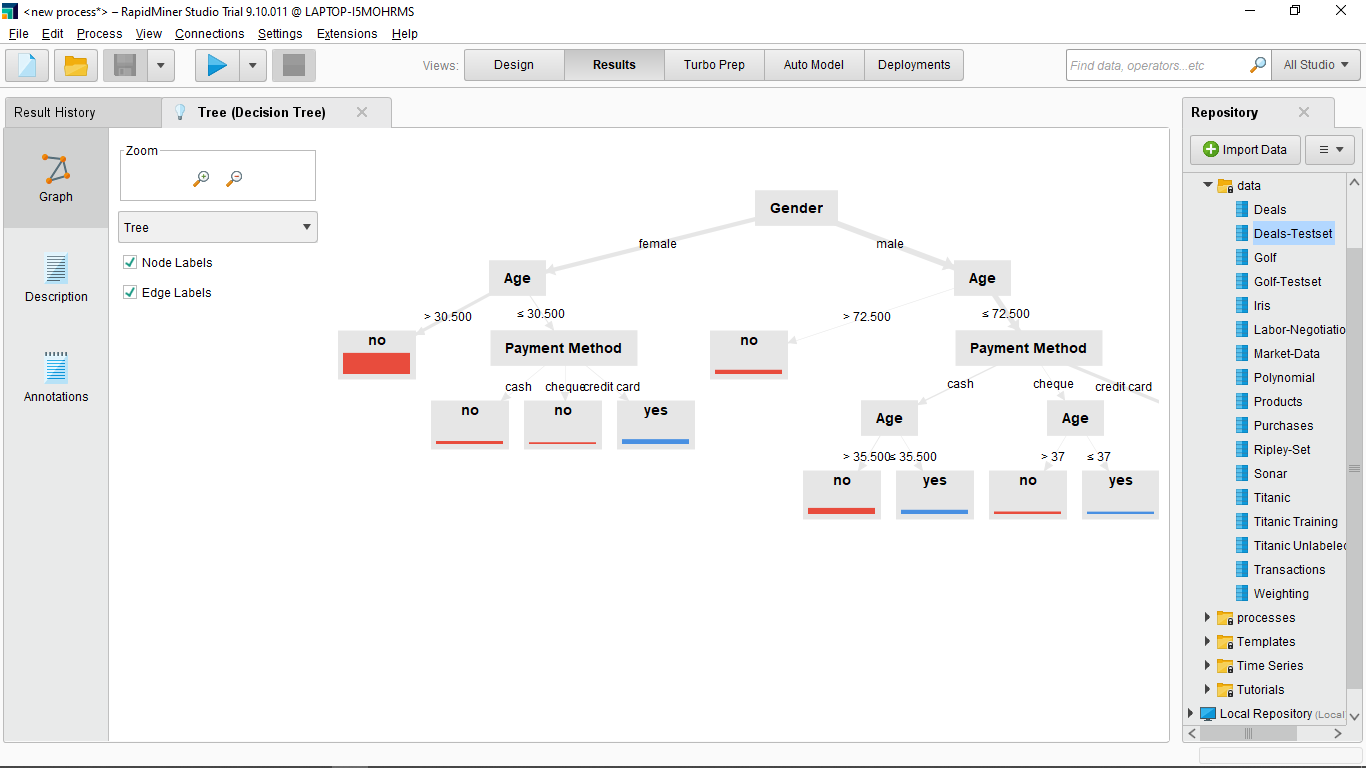 <new process*> – RapidMiner Studio Trial 9.10.011 @ LAPTOP-I5MOHRMS
File Edit Process View Connections Settings Extensions Help
Views: Design Results Turbo Prep Auto Model Deployments
Find data, operators...etc
All Studio
Result History
Tree (Decision Tree)
Repository
Graph
Description
Annotations
Zoom
Tree
Node Labels
Edge Labels
Gender
female male
Age Age
> 30.500 ≤ 30.500 > 72.500 ≤ 72.500
no Payment Method no Payment Method
cash cheque credit card cash cheque credit card
no no yes Age Age
> 35.500 ≤ 35.500 > 37 ≤ 37
no yes no yes
Import Data
data
Deals
Deals-Testset
Golf
Golf-Testset
Iris
Labor-Negotiatio
Market-Data
Polynomial
Products
Purchases
Ripley-Set
Sonar
Titanic
Titanic Training
Titanic Unlabeled
Transactions
Weighting
processes
Templates
Time Series
Tutorials
Local Repository (Local